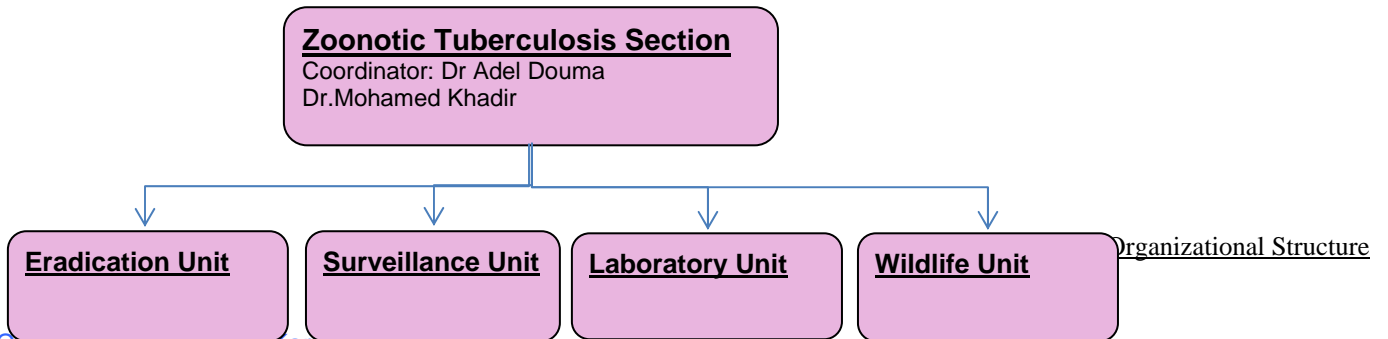 Zoonotic Tuberculosis Section
Coordinator: Dr Adel Douma
Dr.Mohamed Khadir
Eradication Unit
Surveillance Unit
Laboratory Unit
Wildlife Unit
Organizational Structure